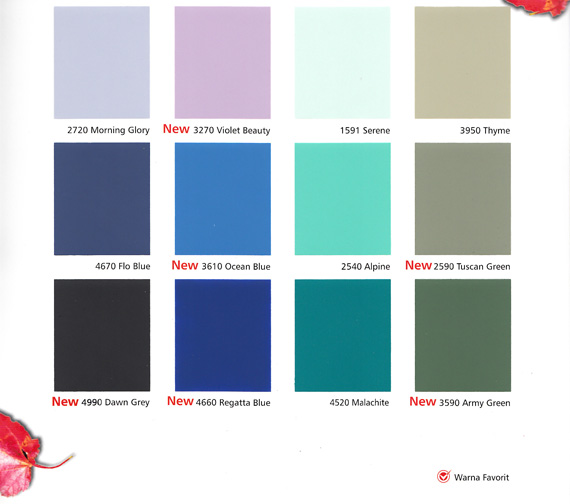 2720 Morning Glory
New 3270 Violet Beauty
1591 Serene
3950 Thyme
4670 Flo Blue
New 3610 Ocean Blue
2540 Alpine
New 2590 Tuscan Green
New 4990 Dawn Grey
New 4660 Regatta Blue
4520 Malachite
New 3590 Army Green
Warna Favorit